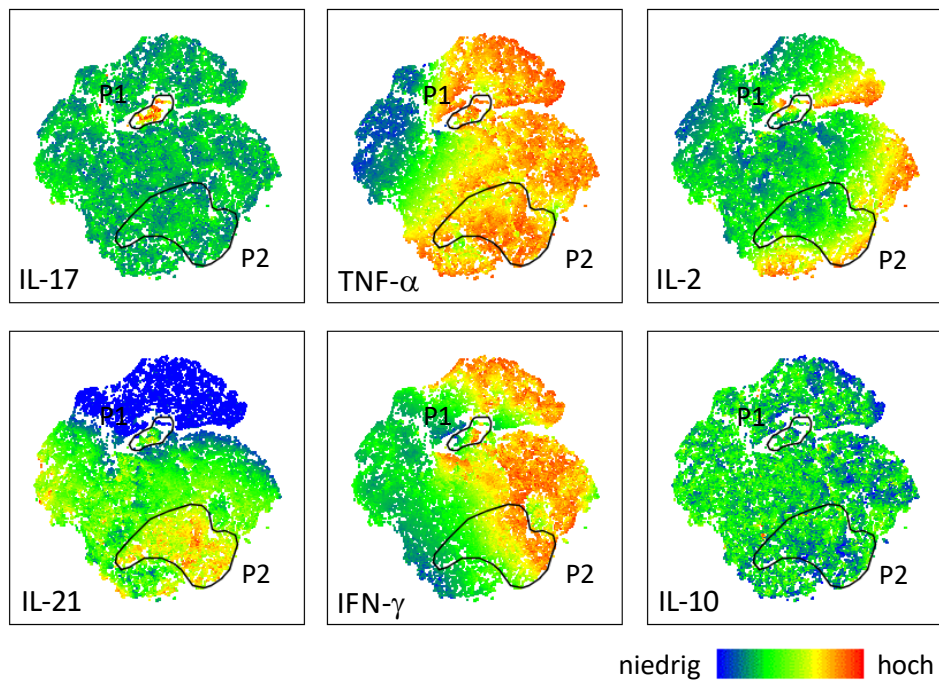 P1
P2
IL-17
P1
P2
TNF-α
P1
P2
IL-2
P1
P2
IL-21
P1
P2
IFN-γ
P1
P2
IL-10
niedrig hoch